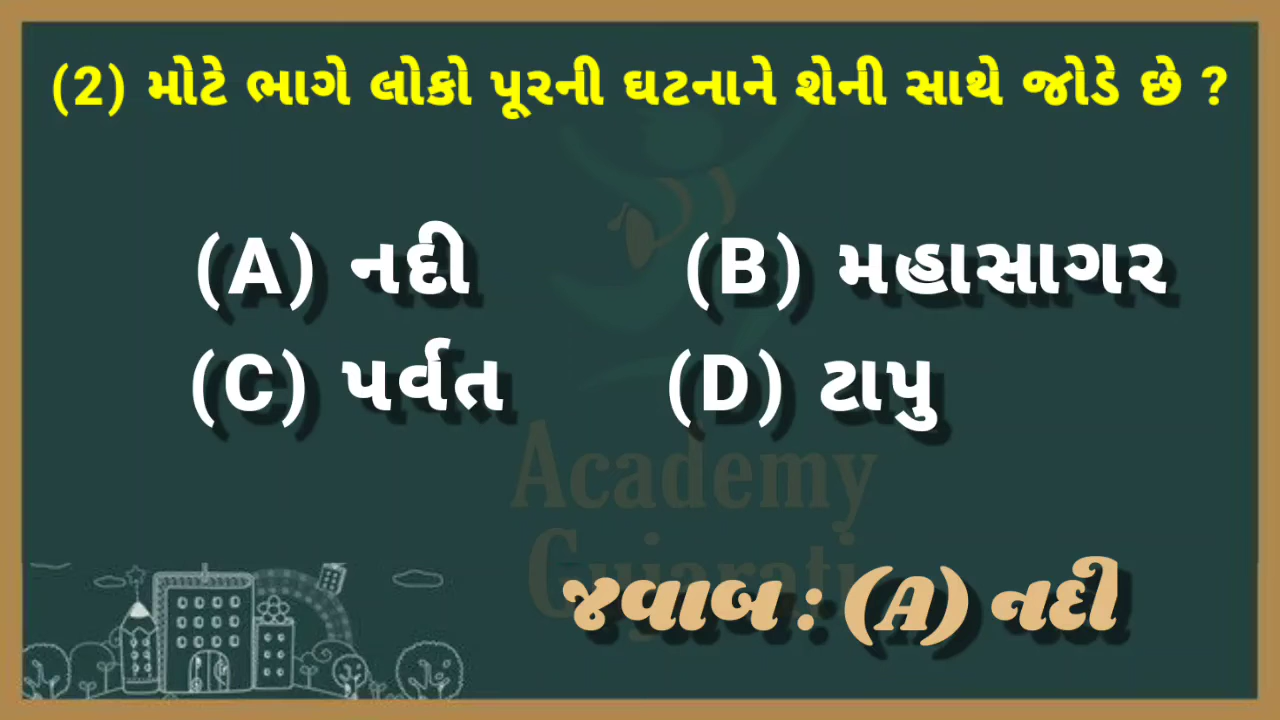 (2) મોટે ભાગે લોકો પૂરની ઘટનાને શેની સાથે જોડે છે ?
(A) નદી (B) મહાસાગર
(C) પર્વત (D) ટાપુ
Academy
Gujarati
જવાબ : (A) નદી